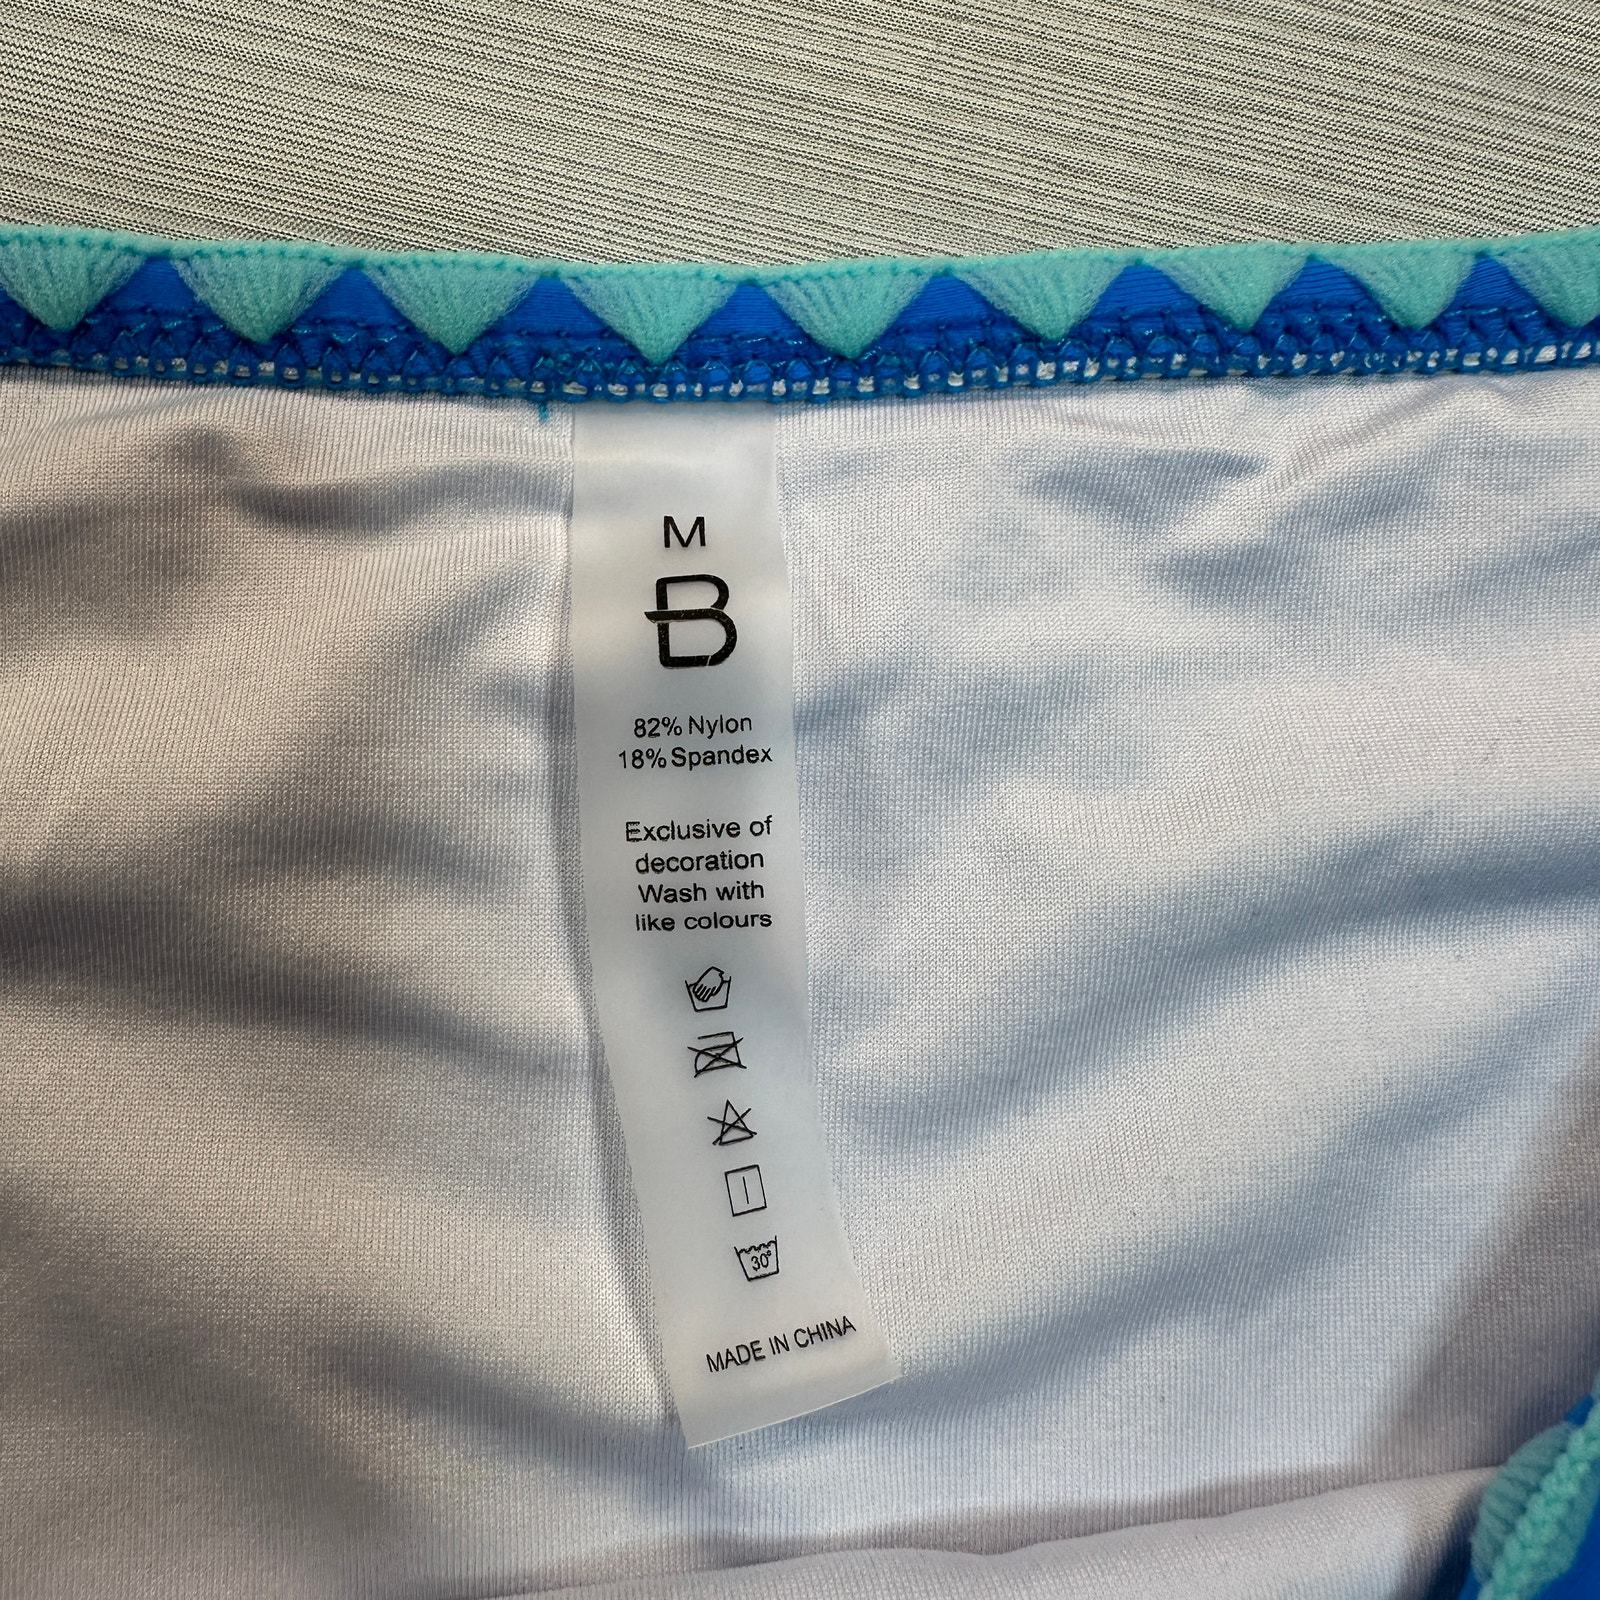 M
B
82% Nylon
18% Spandex
Exclusive of
decoration
Wash with
like colours
30°
MADE IN CHINA